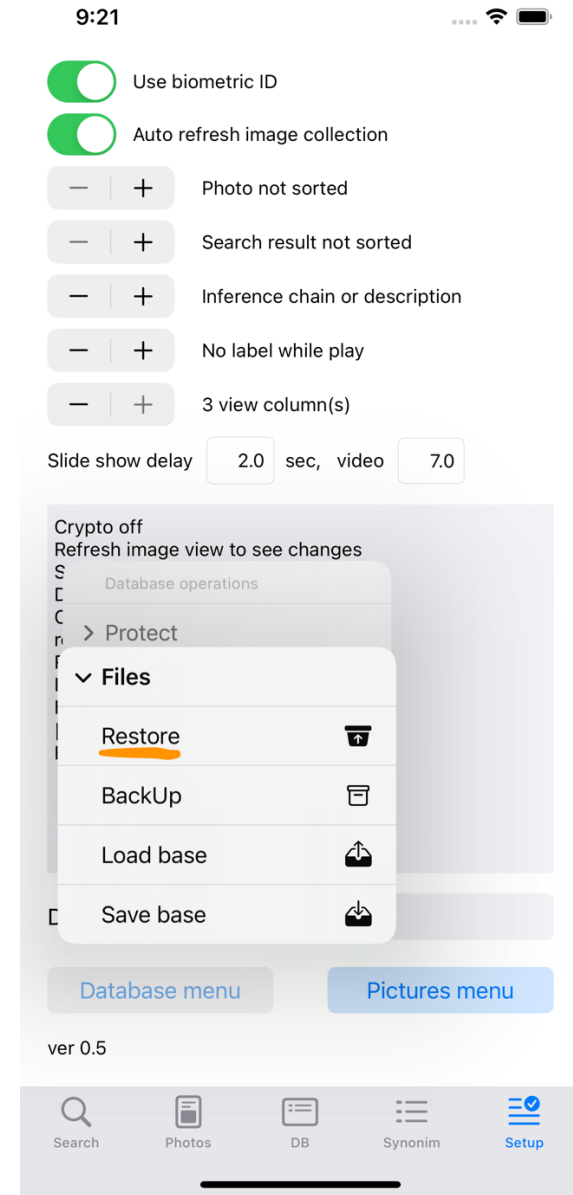 9:21
Use biometric ID
Auto refresh image collection
Photo not sorted
Search result not sorted
Inference chain or description
No label while play
3 view column(s)
Slide show delay 2.0 sec, video 7.0
Crypto off
Refresh image view to see changes
Database operations
Protect
Files
Restore
BackUp
Load base
Save base
Database menu Pictures menu
ver 0.5
Search Photos DB Synonim Setup